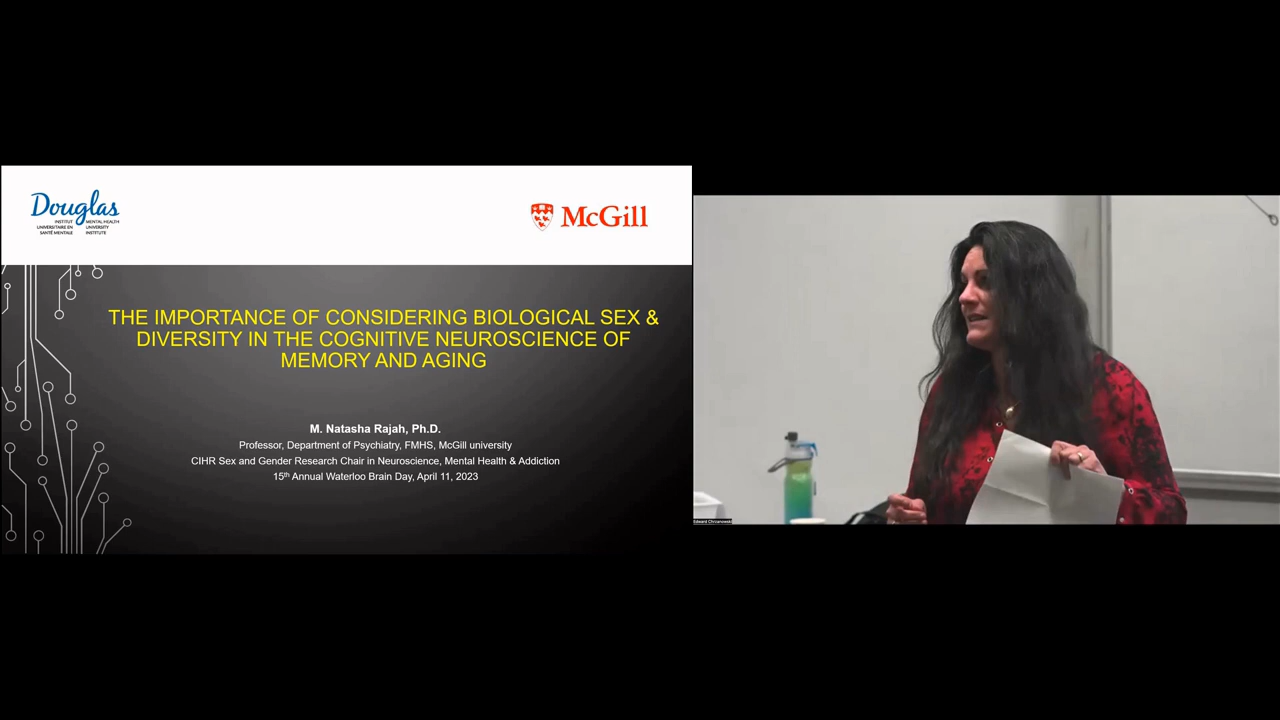 Douglas
INSTITUT
UNIVERSITAIRE EN
SANTÉ MENTALE
MENTAL HEALTH
UNIVERSITY
INSTITUTE
McGill
THE IMPORTANCE OF CONSIDERING BIOLOGICAL SEX &
DIVERSITY IN THE COGNITIVE NEUROSCIENCE OF
MEMORY AND AGING
M. Natasha Rajah, Ph.D.
Professor, Department of Psychiatry, FMHS, McGill university
CIHR Sex and Gender Research Chair in Neuroscience, Mental Health & Addiction
15th Annual Waterloo Brain Day, April 11, 2023
Edward Chrzanowski